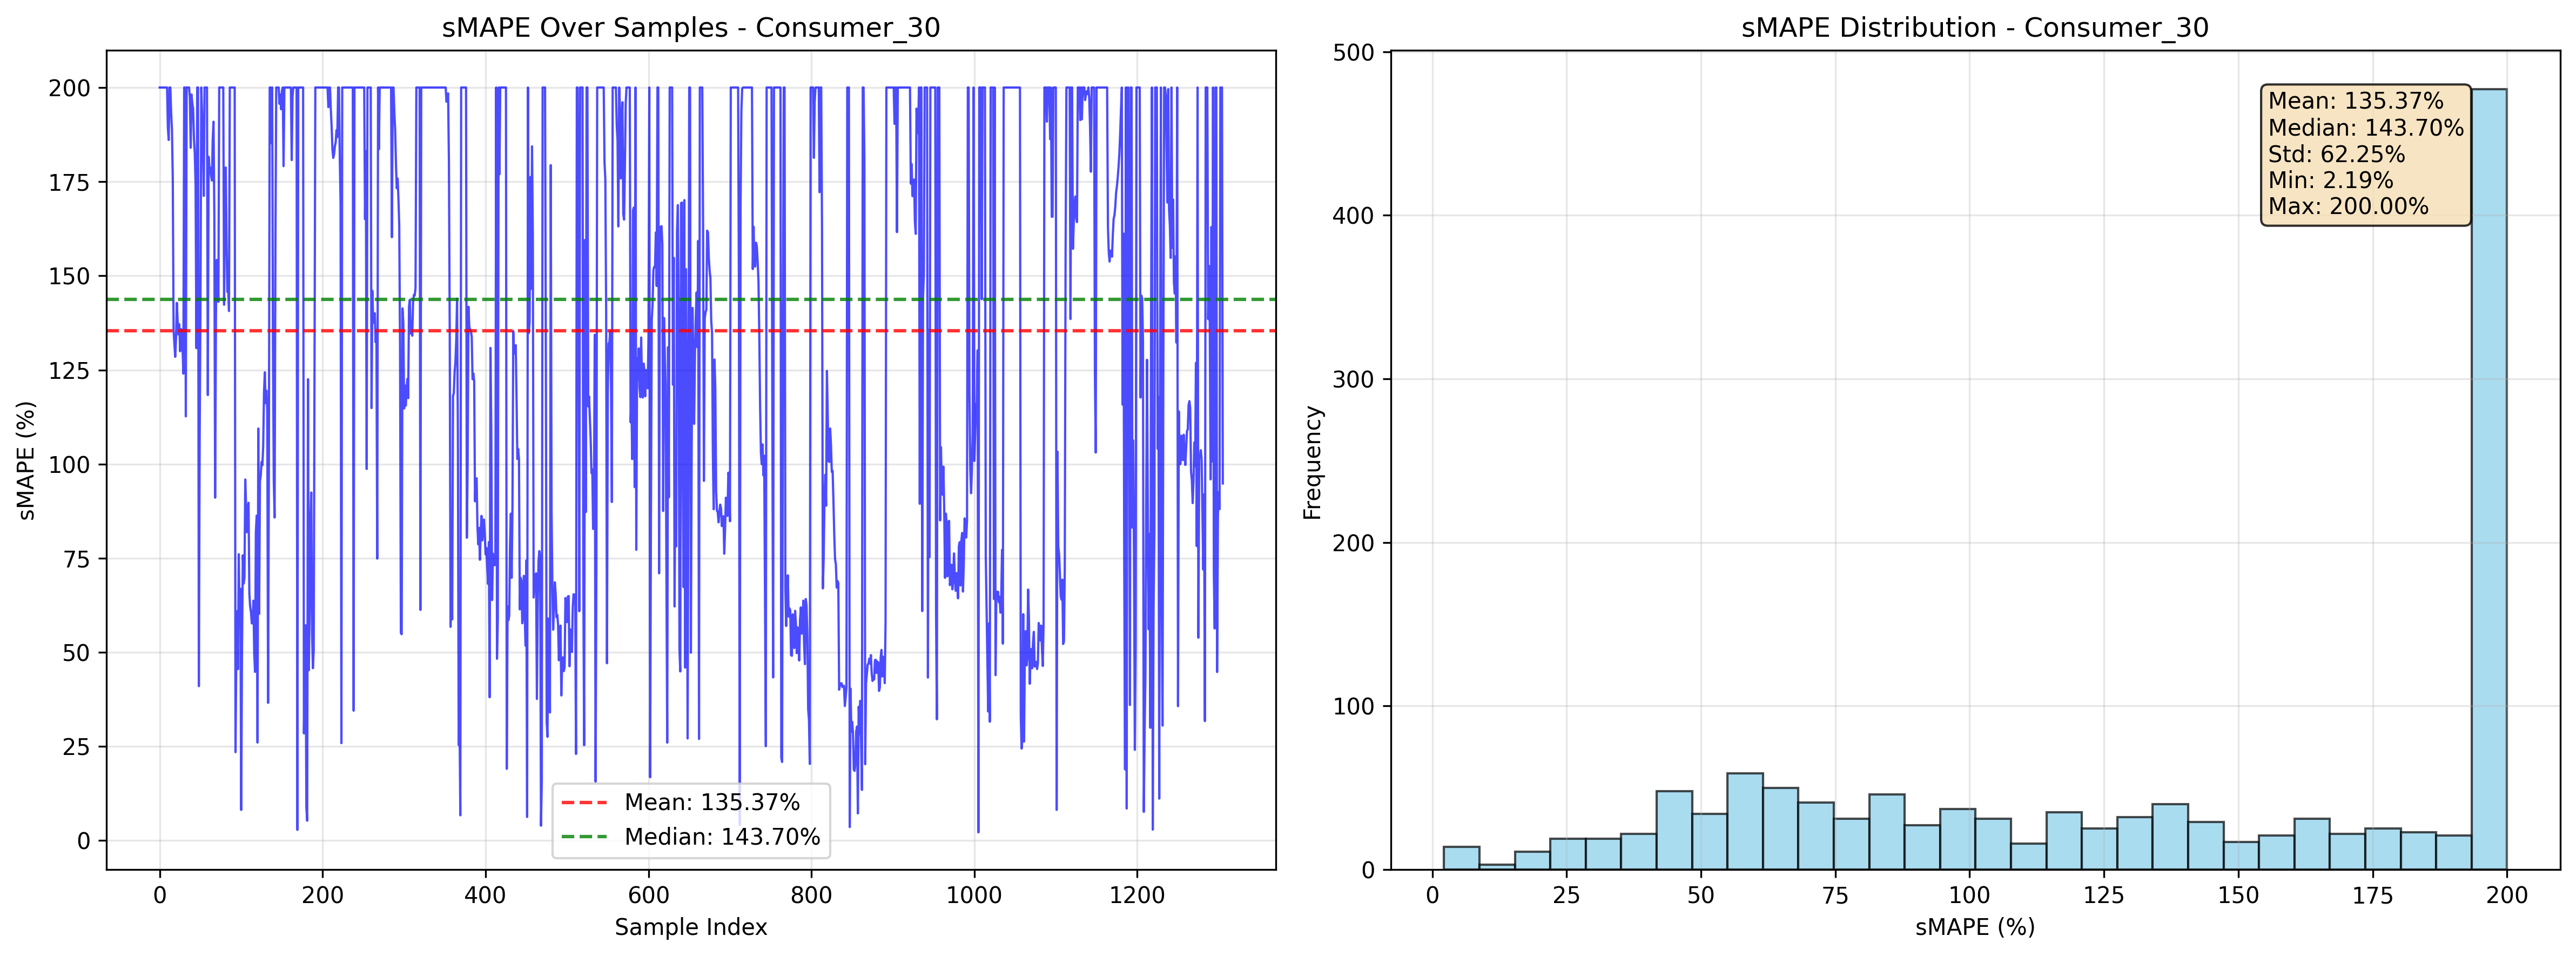 sMAPE Over Samples - Consumer_30
sMAPE (%)
200
175
150
125
100
75
50
25
0
Mean: 135.37%
Median: 143.70%
0 200 400 600 800 1000 1200
Sample Index
sMAPE Distribution - Consumer_30
Frequency
500
400
300
200
100
0
Mean: 135.37%
Median: 143.70%
Std: 62.25%
Min: 2.19%
Max: 200.00%
0 25 50 75 100 125 150 175 200
sMAPE (%)